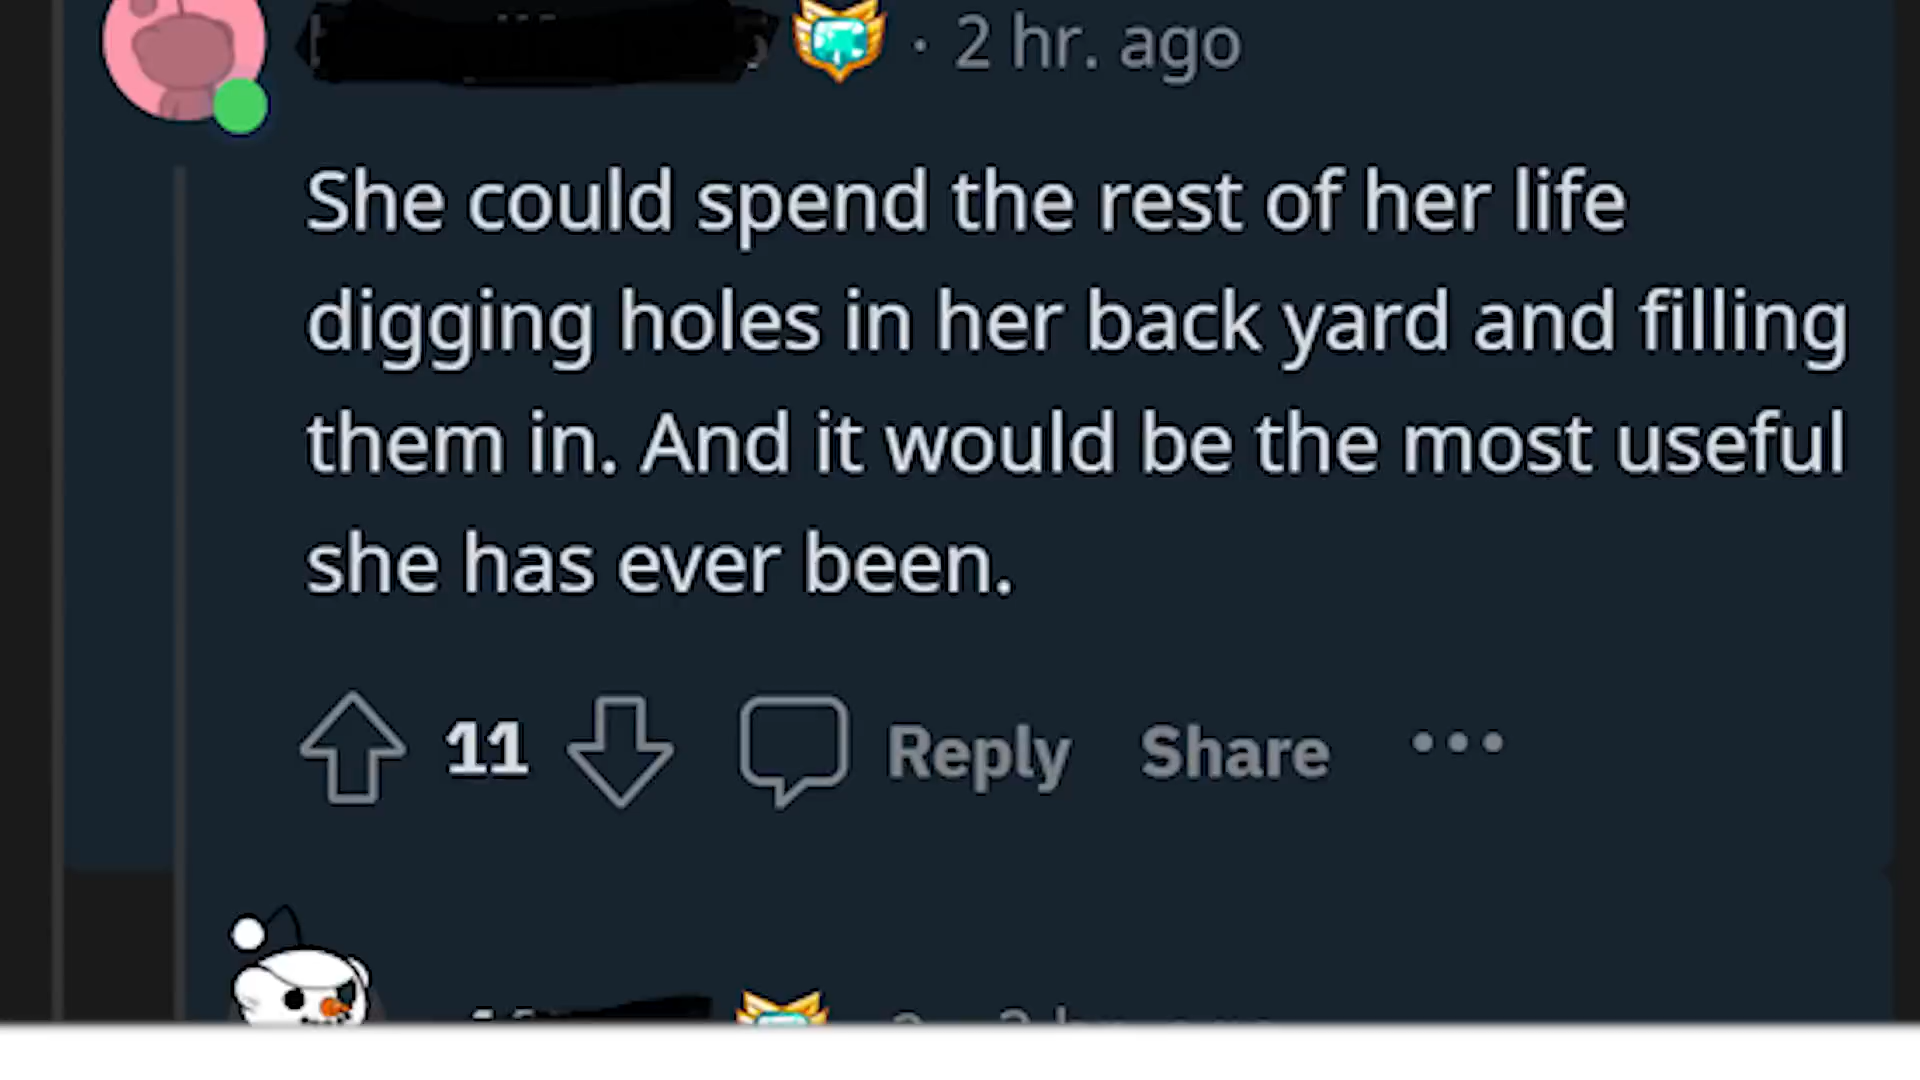 · 2 hr. ago
She could spend the rest of her life
digging holes in her back yard and filling
them in. And it would be the most useful
she has ever been.
11 Reply Share ···